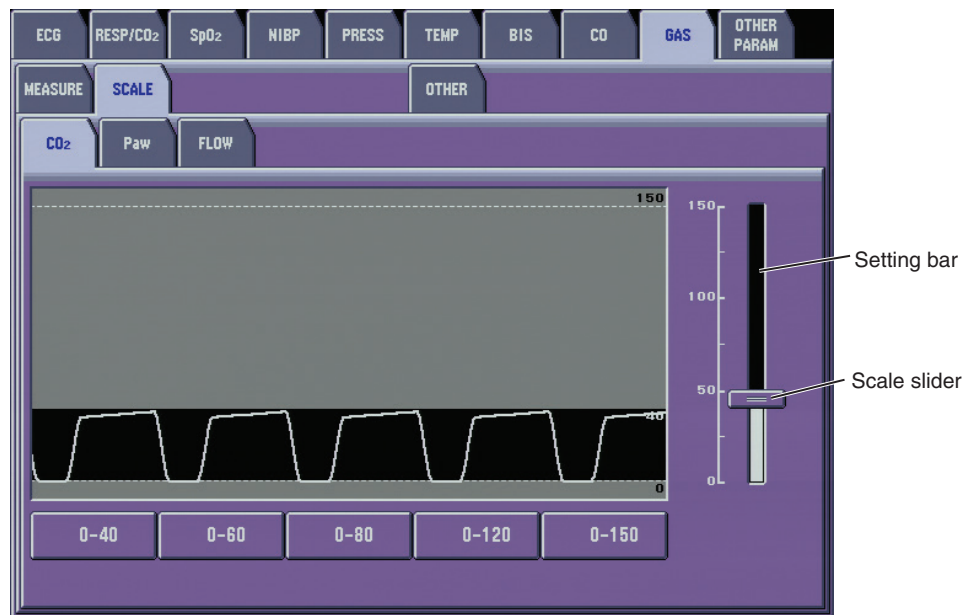 ECG RESP/CO₂ SpO₂ NIBP PRESS TEMP BIS CO GAS OTHER PARAM
MEASURE SCALE OTHER
CO₂ Paw FLOW
150
150
100
50
40
0
0
Setting bar
Scale slider
0-40 0-60 0-80 0-120 0-150